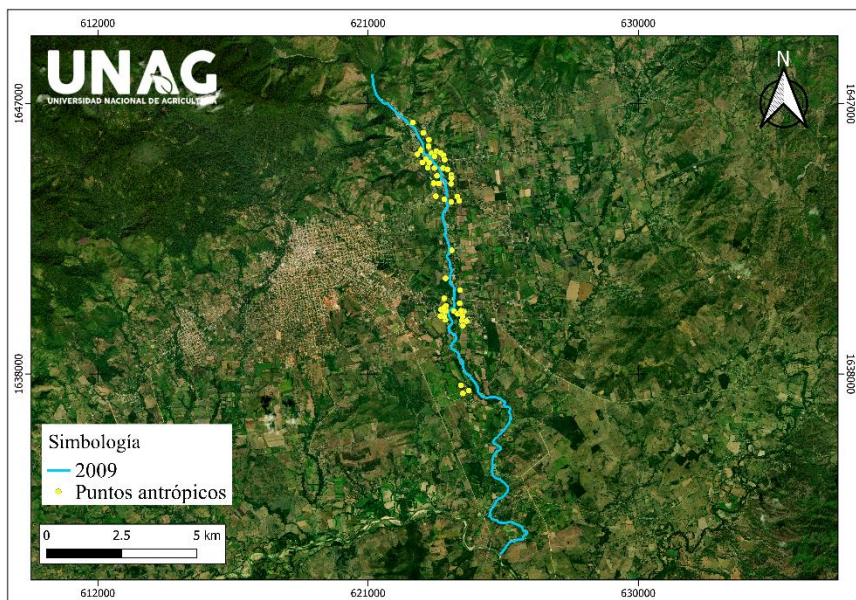 612000 621000 630000
UNAG
UNIVERSIDAD NACIONAL DE AGRICULTURA
N
1647000 1647000
1638000 1638000
Simbología
2009
Puntos antrópicos
0 2.5 5 km
612000 621000 630000